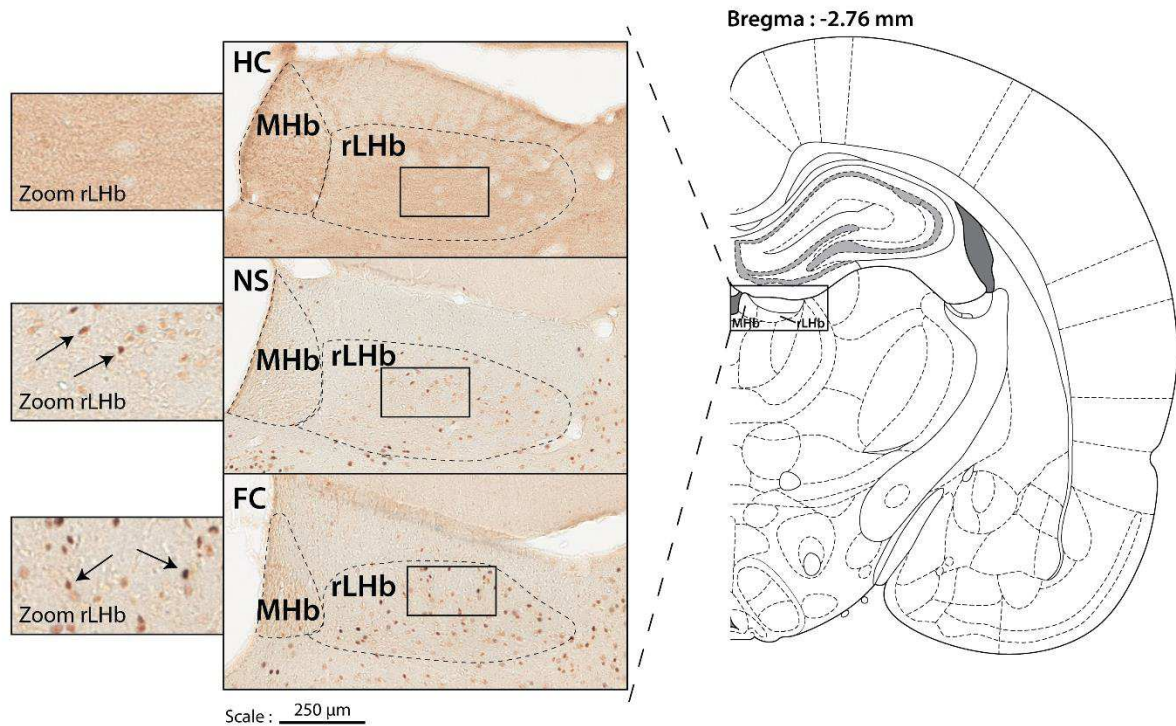 Bregma : -2.76 mm
HC
MHb
rLHb
Zoom rLHb
NS
MHb
rLHb
Zoom rLHb
FC
MHb
rLHb
Zoom rLHb
MHb
rLHb
Scale : 250 µm